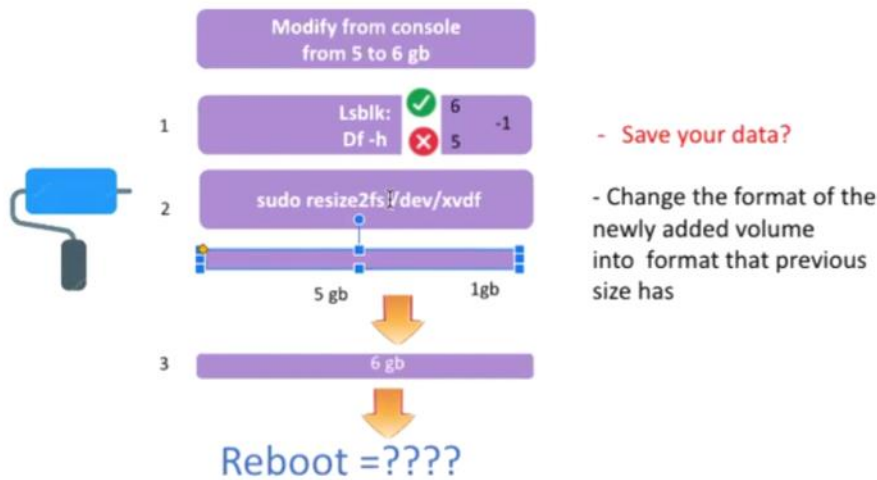 Modify from console
from 5 to 6 gb
1
Lsblk: 6
Df -h 5
-1
- Save your data?
2
sudo resize2fs /dev/xvdf
- Change the format of the
newly added volume
into format that previous
size has
5 gb
1gb
3
6 gb
Reboot =????